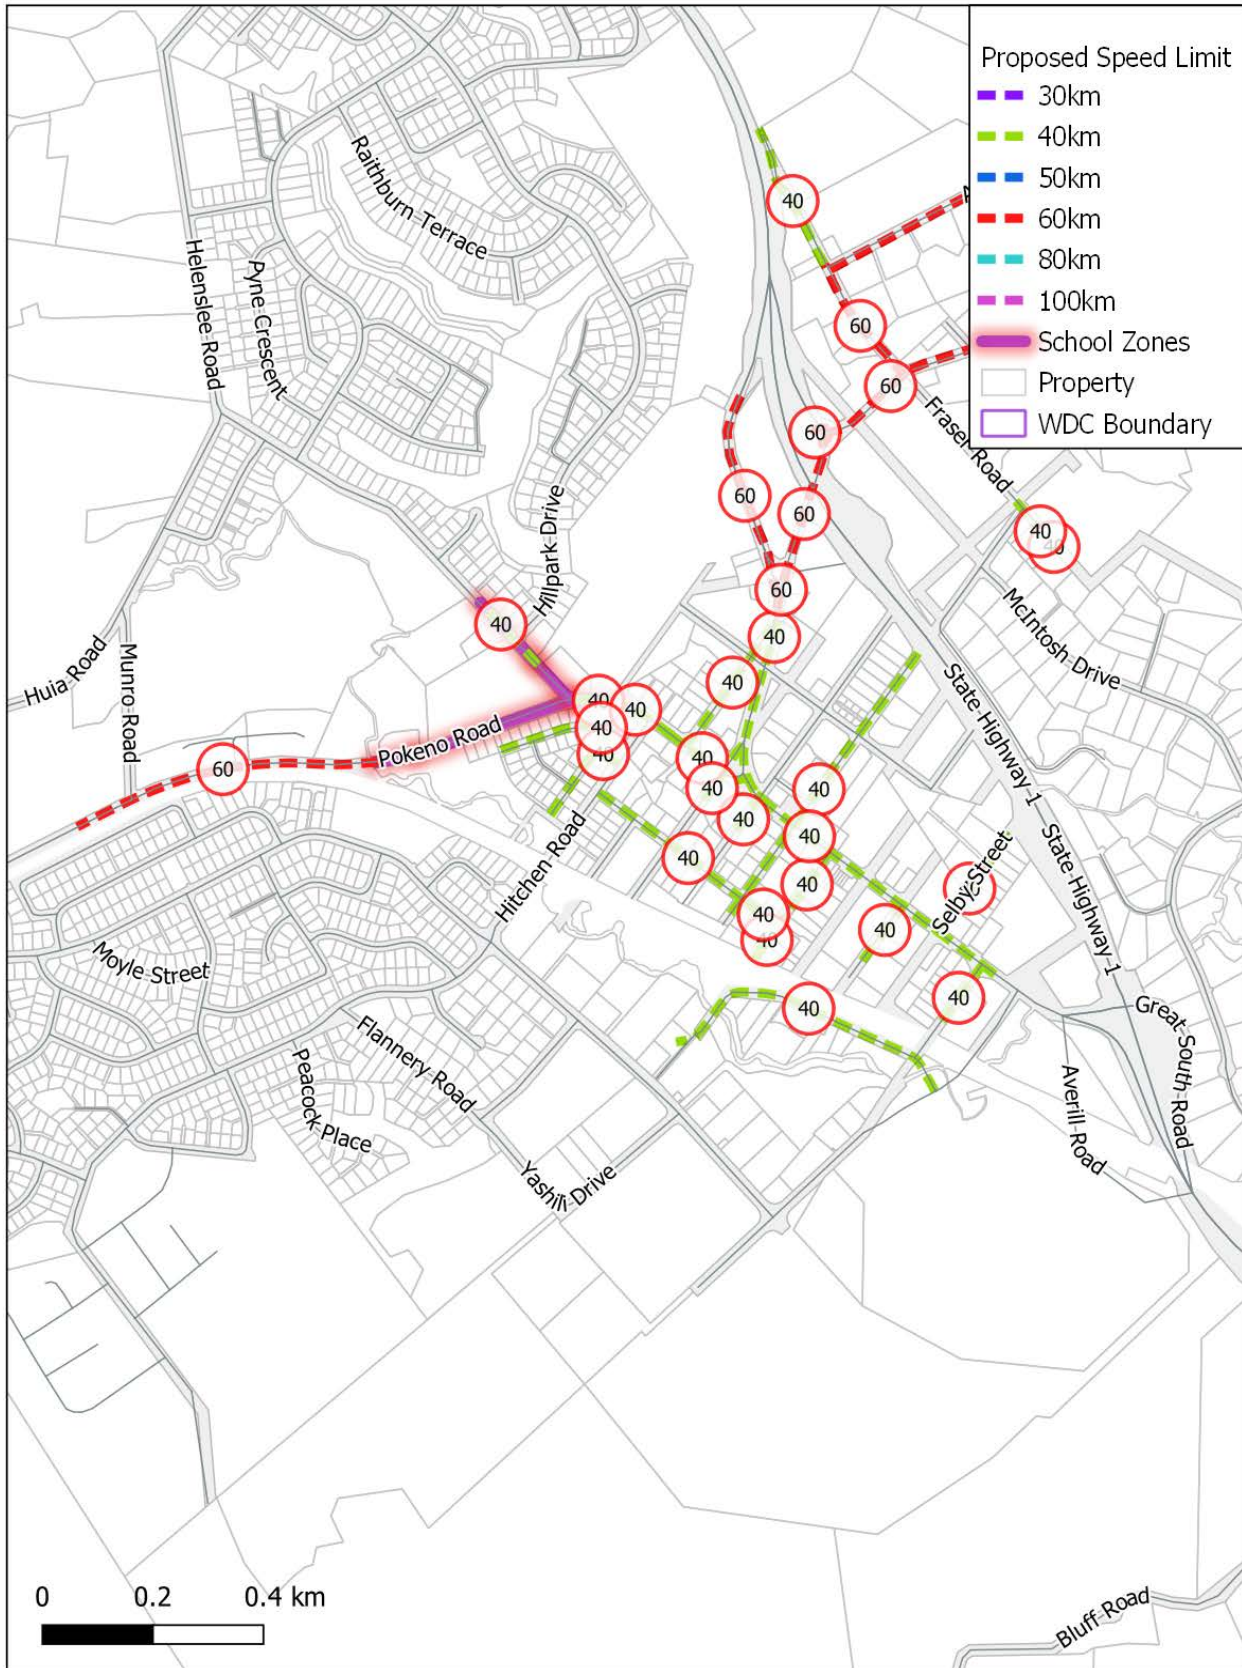 Proposed Speed Limit
30km
40km
50km
60km
80km
100km
School Zones
Property
WDC Boundary
Raithburn Terrace
Helenslee Road
Pyne Crescent
40
60
60
Fraser Road
60
60
60
40
40
60
40
Hillpark Drive
McIntosh Drive
Huia Road
Munro Road
40
40
State Highway 1
40
40
40
40
Pokeno Road
40
60
40
40
40
40
40
State Highway 1
Hitchen Road
40
40
Selby Street
40
40
40
Moyle Street
40
40
Great South Road
Flannery Road
Peacock Place
Averill Road
Yashili Drive
0 0.2 0.4 km
Bluff Road